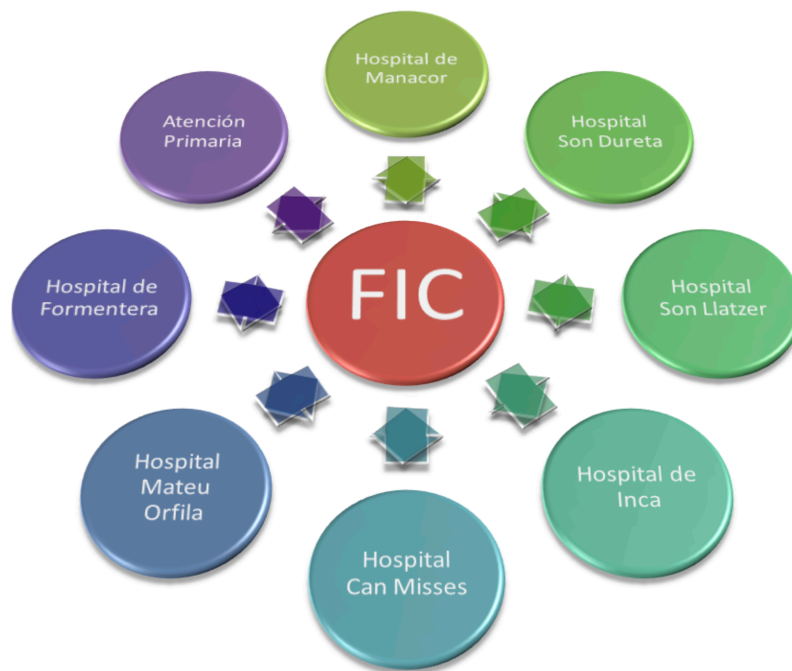 Hospital de
Manacor
Atención
Primaria
Hospital
Son Dureta
FIC
Hospital de
Formentera
Hospital
Son Llatzer
Hospital
Mateu
Orfila
Hospital de
Inca
Hospital
Can Misses